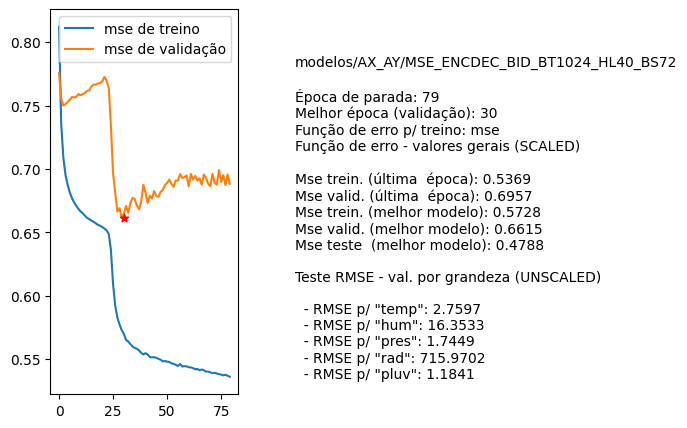 mse de treino
mse de validação
0.80
0.75
0.70
0.65
0.60
0.55
0
25
50
75
modelos/AX_AY/MSE_ENCDEC_BID_BT1024_HL40_BS72
Época de parada: 79
Melhor época (validação): 30
Função de erro p/ treino: mse
Função de erro - valores gerais (SCALED)
Mse trein. (última  época): 0.5369
Mse valid. (última  época): 0.6957
Mse trein. (melhor modelo): 0.5728
Mse valid. (melhor modelo): 0.6615
Mse teste  (melhor modelo): 0.4788
Teste RMSE - val. por grandeza (UNSCALED)
- RMSE p/ "temp": 2.7597
- RMSE p/ "hum": 16.3533
- RMSE p/ "pres": 1.7449
- RMSE p/ "rad": 715.9702
- RMSE p/ "pluv": 1.1841